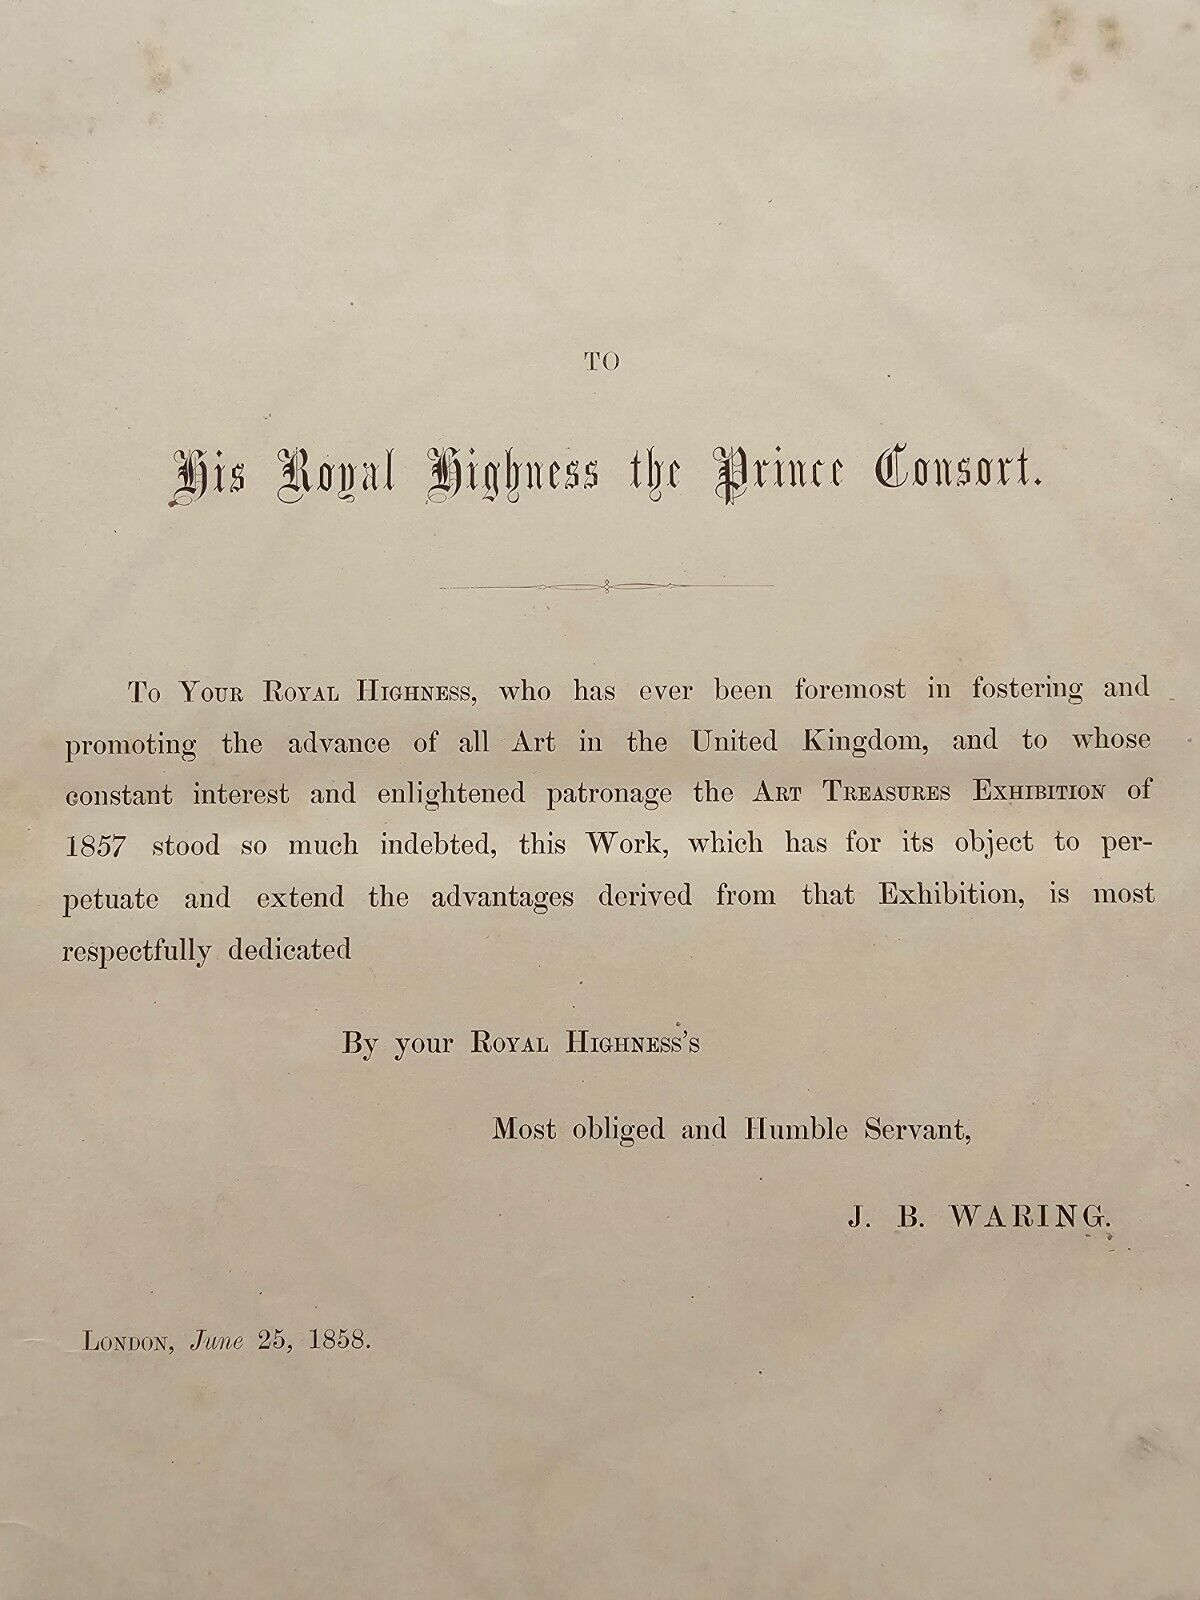 TO
His Royal Highness the Prince Consort.
To Your Royal Highness, who has ever been foremost in fostering and
promoting the advance of all Art in the United Kingdom, and to whose
constant interest and enlightened patronage the Art Treasures Exhibition of
1857 stood so much indebted, this Work, which has for its object to per-
petuate and extend the advantages derived from that Exhibition, is most
respectfully dedicated
By your Royal Highness's
Most obliged and Humble Servant,
J. B. WARING.
London, June 25, 1858.